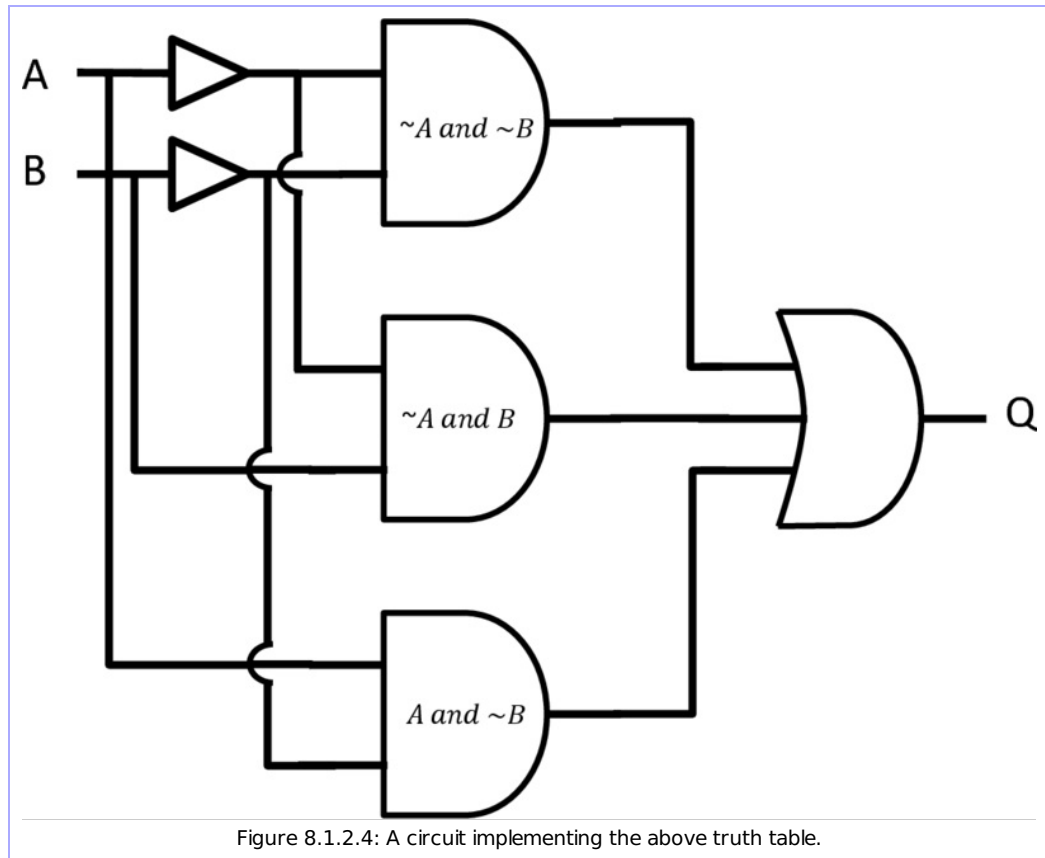 A
B
~A and ~B
~A and B
A and ~B
Q
Figure 8.1.2.4: A circuit implementing the above truth table.